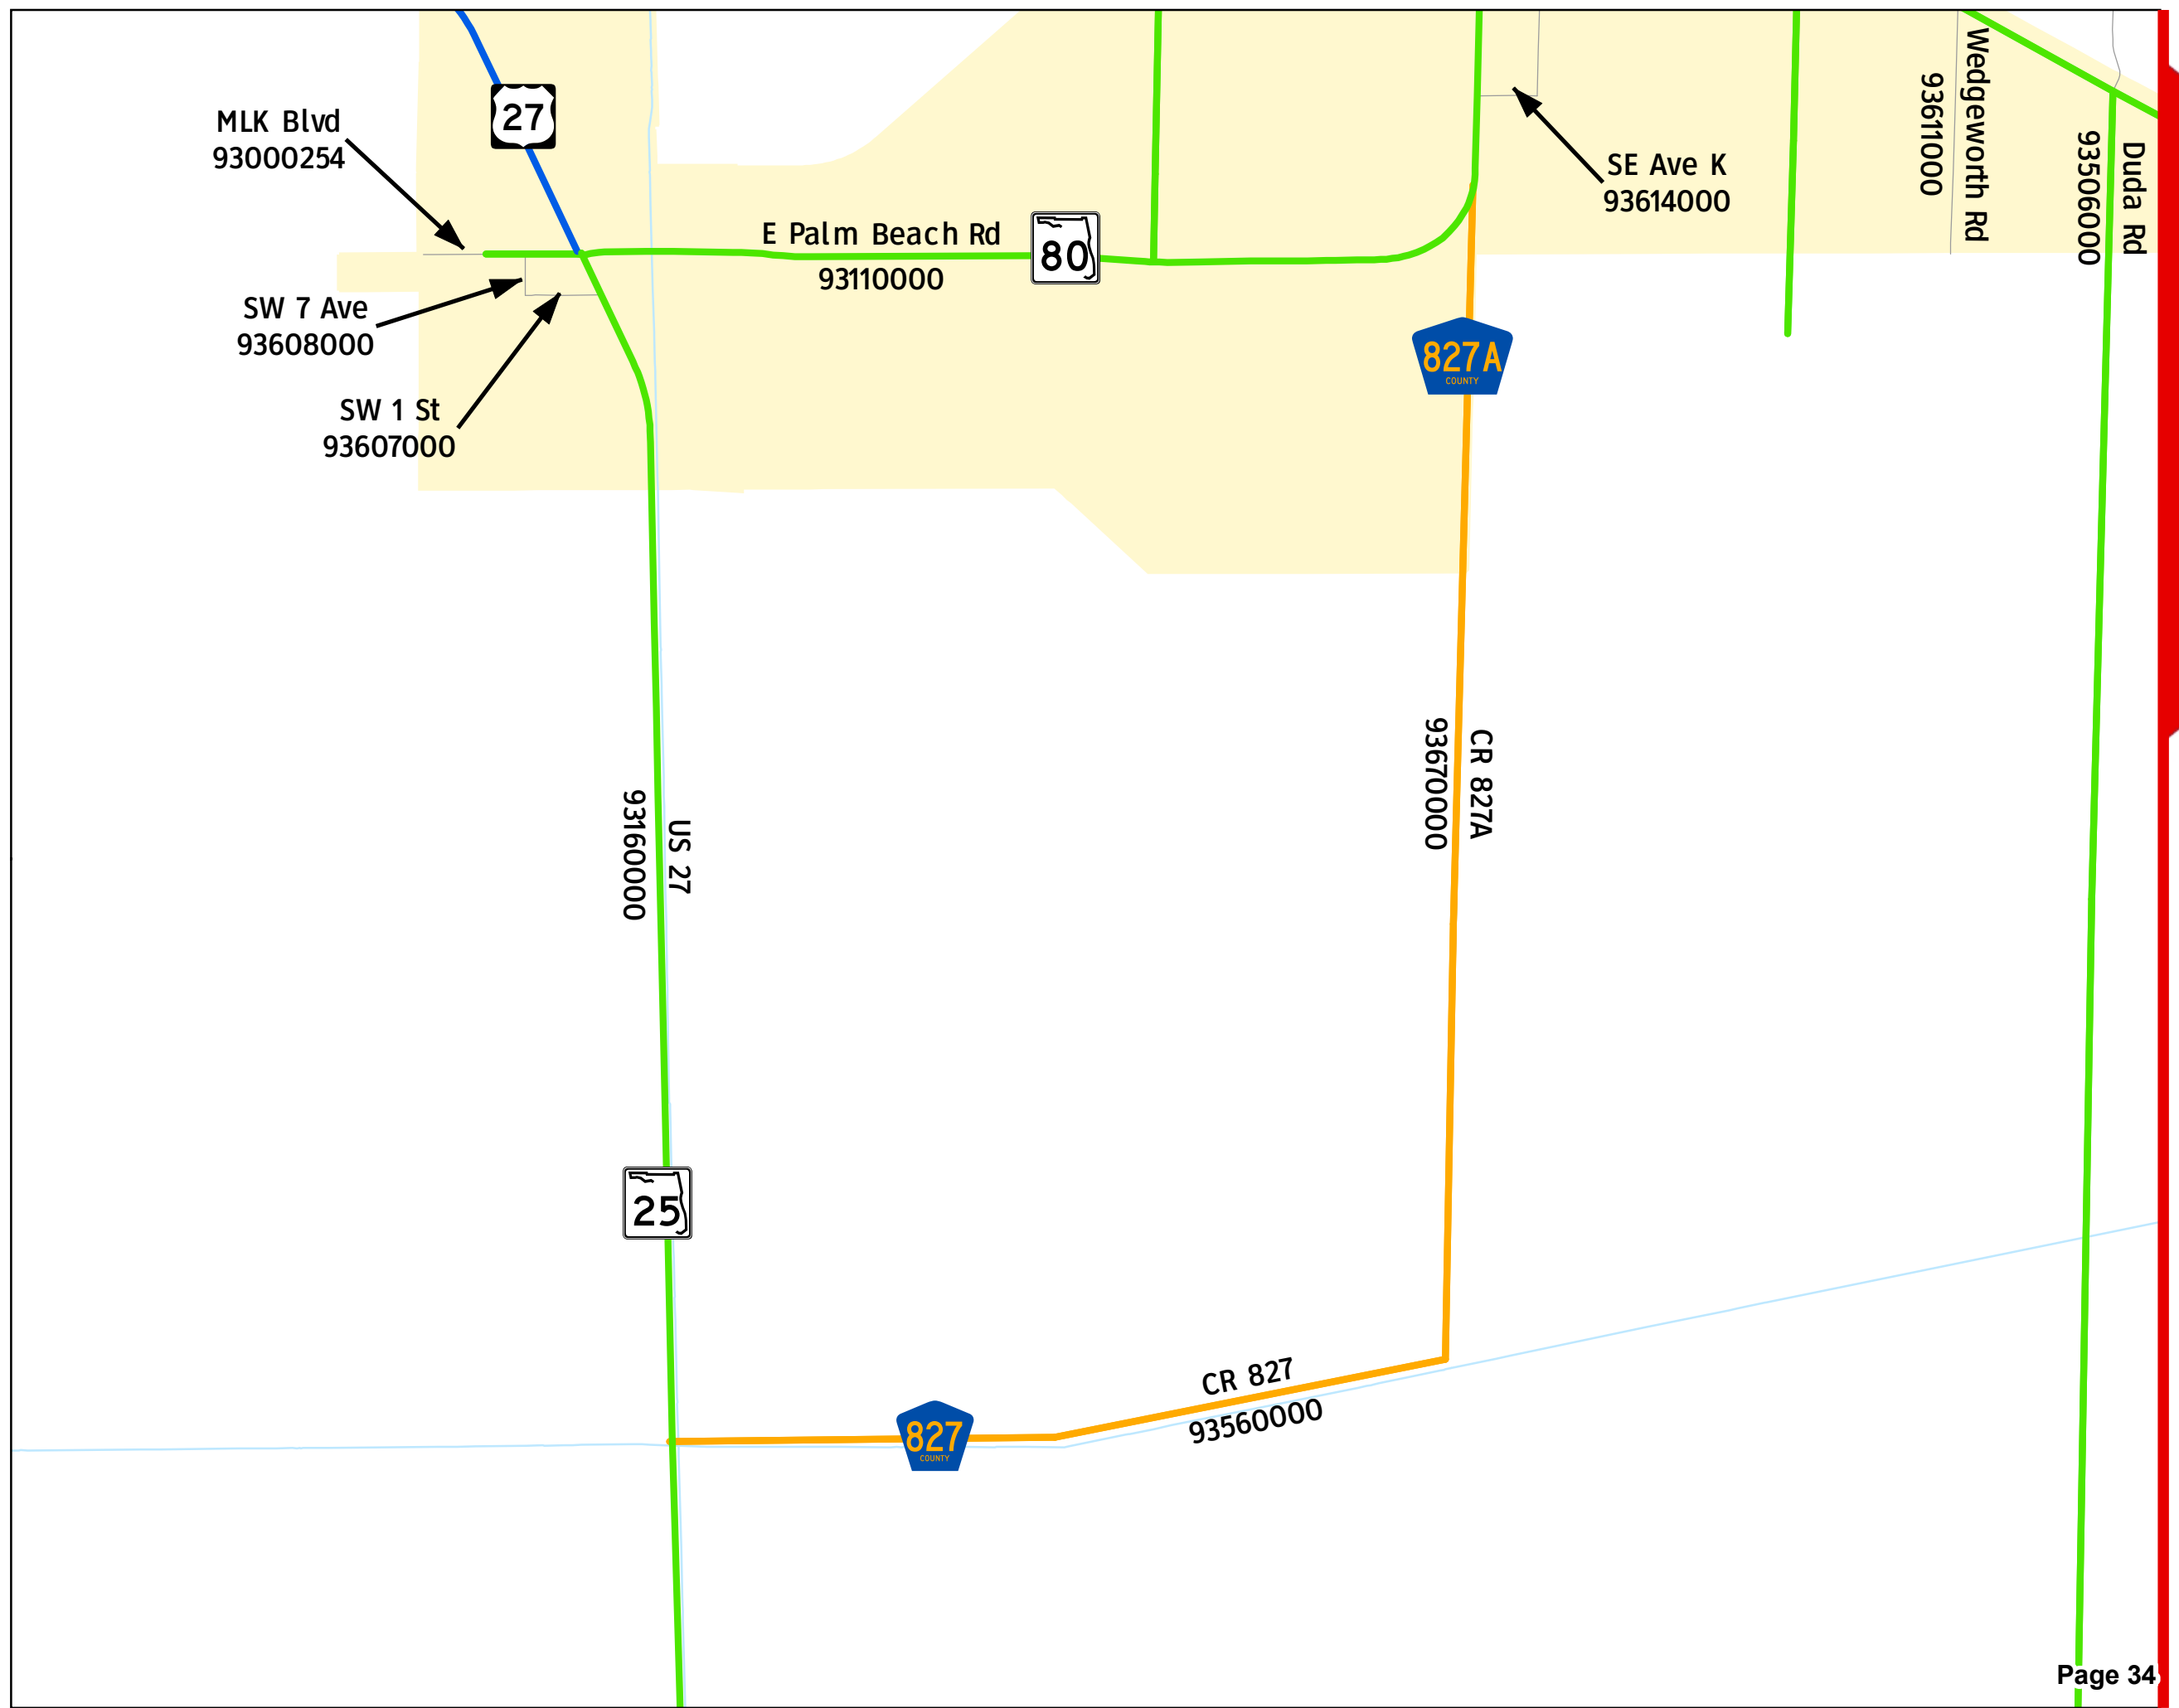 MLK Blvd
93000254
27
SE Ave K
93614000
Wedgeworth Rd
93611000
Duda Rd
93506000
E Palm Beach Rd
80
93110000
SW 7 Ave
93608000
SW 1 St
93607000
827A
COUNTY
CR 827A
93670000
US 27
93160000
25
CR 827
93560000
827
COUNTY
Page 34